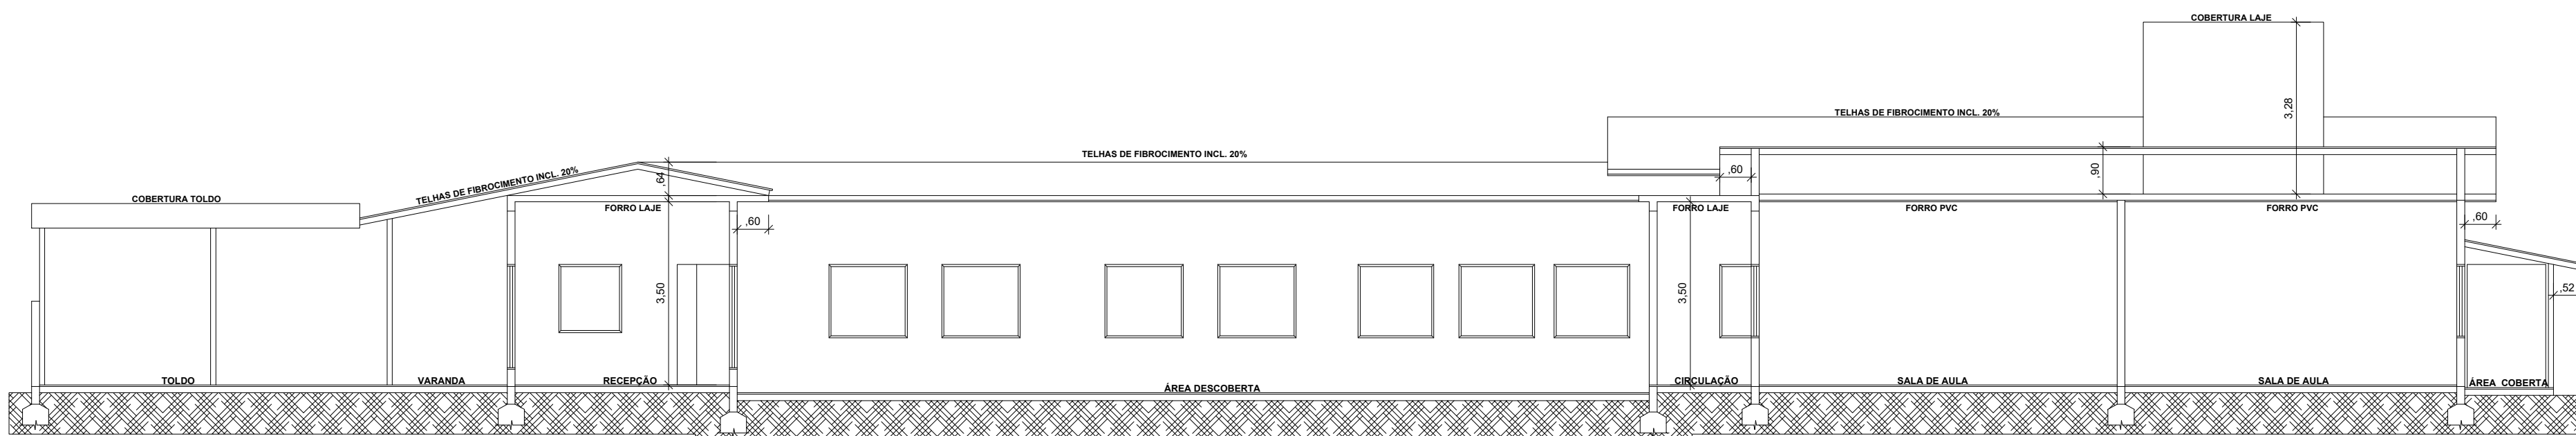 COBERTURA LAJE
3,28
TELHAS DE FIBROCIMENTO INCL. 20%
TELHAS DE FIBROCIMENTO INCL. 20%
TELHAS DE FIBROCIMENTO INCL. 20%
,64
,60
,90
COBERTURA TOLDO
FORRO LAJE
FORRO LAJE
FORRO PVC
FORRO PVC
,60
,60
3,50
3,50
,52
TOLDO
VARANDA
RECEPÇÃO
ÁREA DESCOBERTA
CIRCULAÇÃO
SALA DE AULA
SALA DE AULA
ÁREA COBERTA